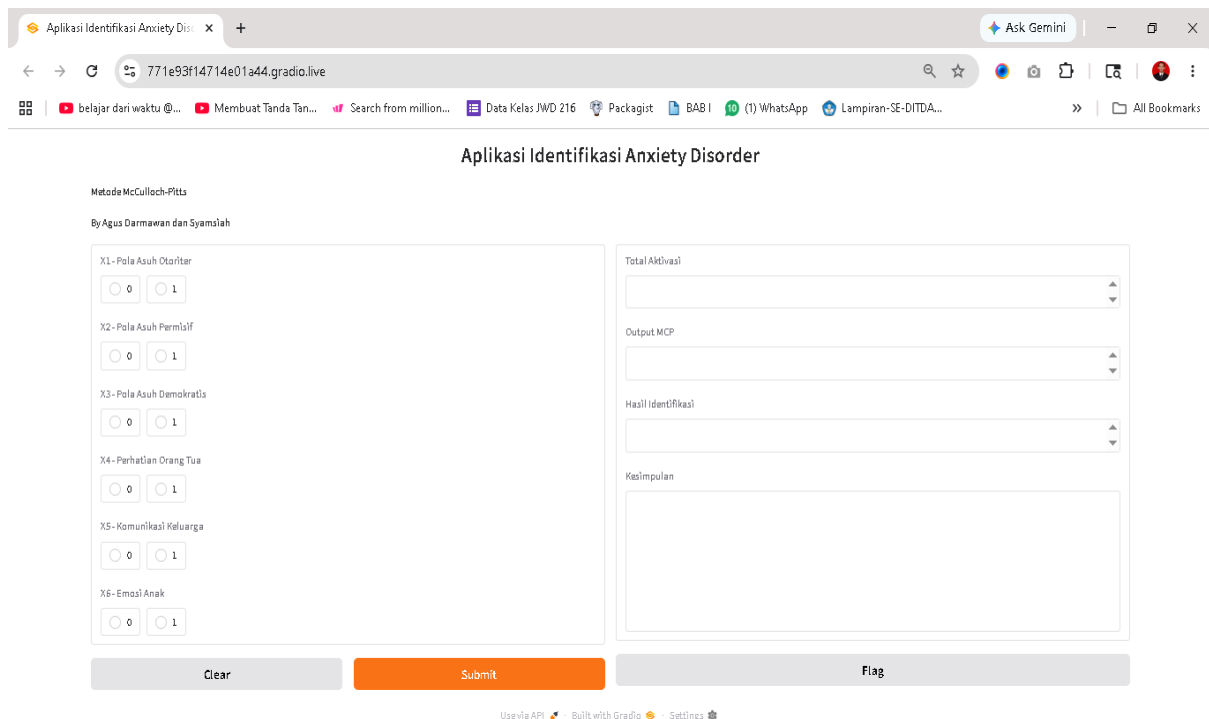 Aplikasi Identifikasi Anxiety Disc
Ask Gemini
771e93f14714e01a44.gradio.live
belajar dari waktu @... Membuat Tanda Tan... Search from million... Data Kelas JWD 216 Packagist BAB I (1) WhatsApp Lampiran-SE-DITDA... » All Bookmarks
Aplikasi Identifikasi Anxiety Disorder
Metode McCulloch-Pitts
By Agus Darmawan dan Syamsiah
X1 - Pola Asuh Otoriter
0 1
X2 - Pola Asuh Permisif
0 1
X3 - Pola Asuh Demokratis
0 1
X4 - Perhatian Orang Tua
0 1
X5 - Komunikasi Keluarga
0 1
X6 - Emosi Anak
0 1
Clear
Submit
Total Aktivasi
Output MCP
Hasil Identifikasi
Kesimpulan
Flag
Use via API · Built with Gradio · Settings